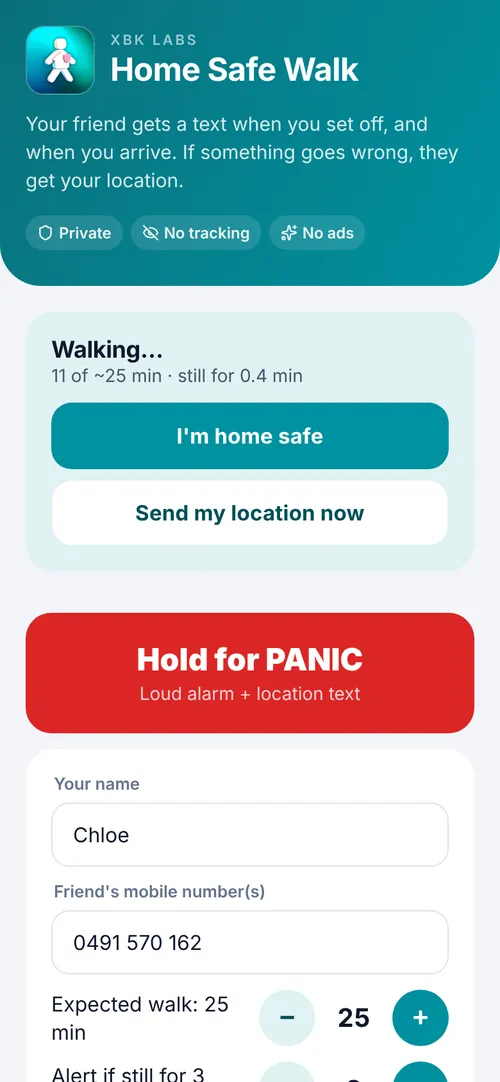 XBK LABS
Home Safe Walk
Your friend gets a text when you set off, and
when you arrive. If something goes wrong, they
get your location.
Private
No tracking
No ads
Walking...
11 of ~25 min · still for 0.4 min
I'm home safe
Send my location now
Hold for PANIC
Loud alarm + location text
Your name
Chloe
Friend's mobile number(s)
0491 570 162
Expected walk: 25
min
− 25 +
Alert if still for 3